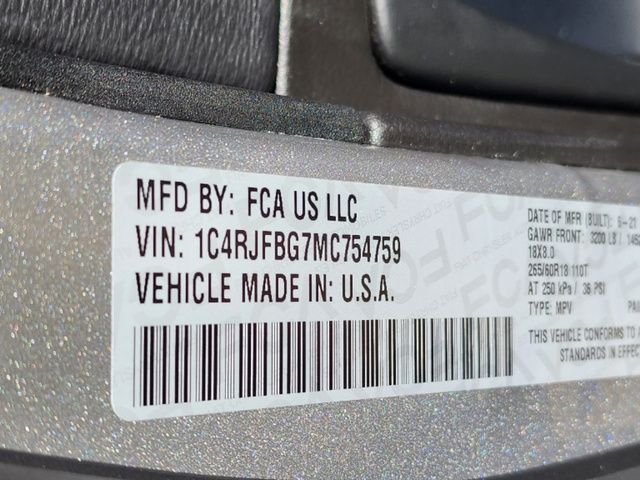 MFD BY: FCA US LLC
VIN: 1C4RJFBG7MC754759
VEHICLE MADE IN: U.S.A.
DATE OF MFR (BUILT): 6-21
GAWR FRONT: 3200 LB
18X8.0
265/60R18 110T
AT 250 kPa / 36 PSI
TYPE: MPV
THIS VEHICLE CONFORMS TO
STANDARDS IN EFFECT